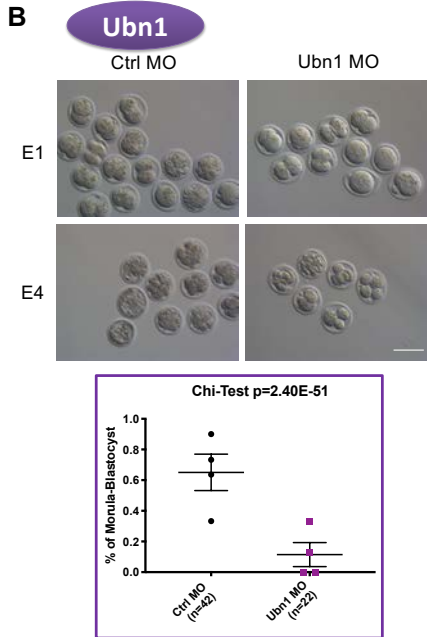 B
Ubn1
Ctrl MO
Ubn1 MO
E1
E4
Chi-Test p=2.40E-51
% of Morula-Blastocyst
1.0
0.8
0.6
0.4
0.2
0.0
Ctrl MO
(n=42)
Ubn1 MO
(n=22)